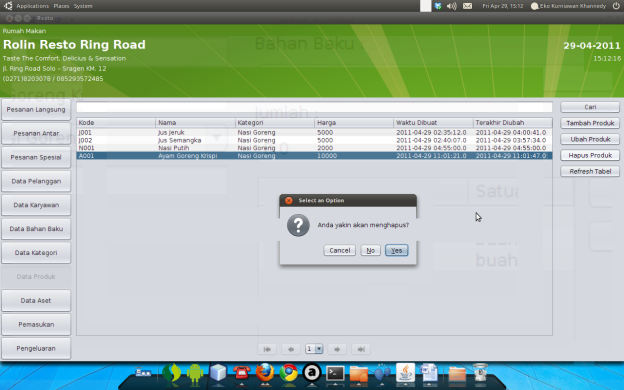 Applications Places System
Fri Apr 29, 15:12
Eko Kurniawan Khannedy
Resto
Rumah Makan
Rolin Resto Ring Road
Taste The Comfort, Delicius & Sensation
Jl. Ring Road Solo - Sragen KM. 12
(0271)8203078 / 085293572485
29-04-2011
15:12:16
Bahan Baku
Jumlah
Satua
buah
Pesanan Langsung
Pesanan Antar
Pesanan Spesial
Data Pelanggan
Data Karyawan
Data Bahan Baku
Data Kategori
Data Produk
Data Aset
Pemasukan
Pengeluaran
Kode Nama Kategori Harga Waktu Dibuat Terakhir Diubah
J001 Jus Jeruk Nasi Goreng 5000 2011-04-29 02:35:12.0 2011-04-29 04:00:41.0
J002 Jus Semangka Nasi Goreng 5000 2011-04-29 02:40:07.0 2011-04-29 03:57:34.0
N001 Nasi Putih Nasi Goreng 2000 2011-04-29 04:55:00.0 2011-04-29 04:55:00.0
A001 Ayam Goreng Krispi Nasi Goreng 10000 2011-04-29 11:01:21.0 2011-04-29 11:01:47.0
Cari
Tambah Produk
Ubah Produk
Hapus Produk
Refresh Tabel
Select an Option
Anda yakin akan menghapus?
Cancel No Yes
1